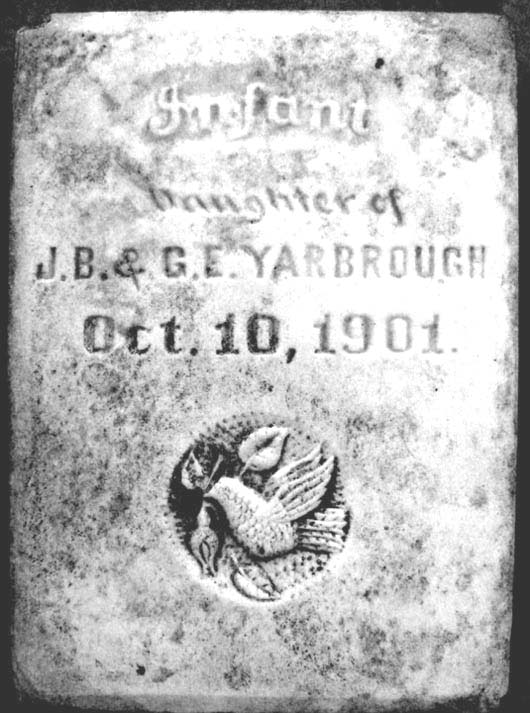 Infant
Daughter of
J.B. & G.E. YARBROUGH
Oct. 10, 1901.